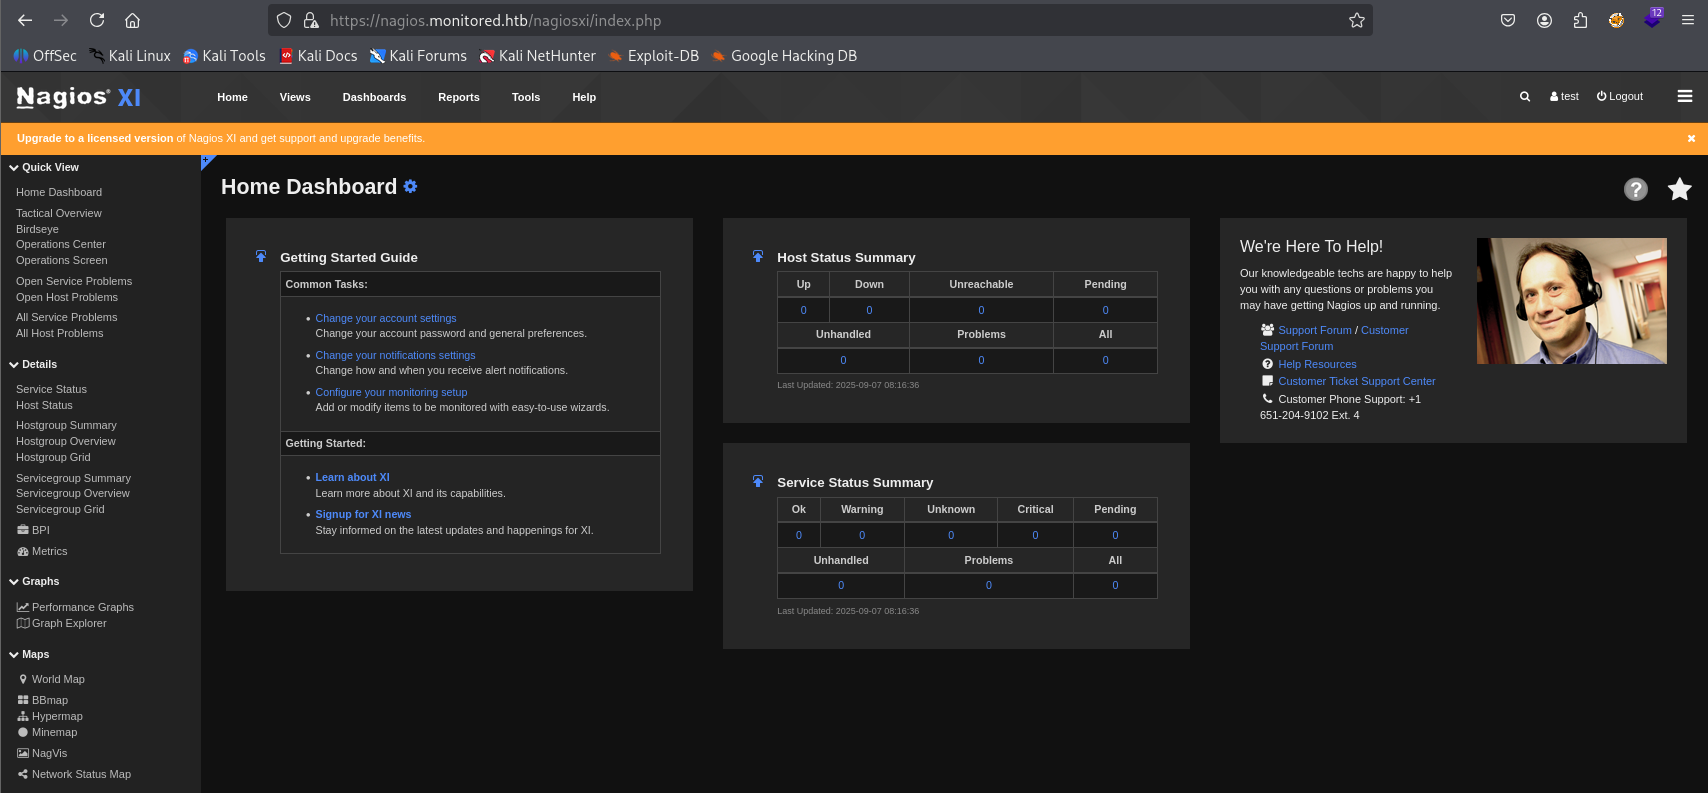 https://nagios.monitored.htb/nagiosxi/index.php
12
OffSec Kali Linux Kali Tools Kali Docs Kali Forums Kali NetHunter Exploit-DB Google Hacking DB
Nagios® XI Home Views Dashboards Reports Tools Help test Logout
Upgrade to a licensed version of Nagios XI and get support and upgrade benefits.
Quick View
Home Dashboard
Tactical Overview
Birdseye
Operations Center
Operations Screen
Open Service Problems
Open Host Problems
All Service Problems
All Host Problems
Details
Service Status
Host Status
Hostgroup Summary
Hostgroup Overview
Hostgroup Grid
Servicegroup Summary
Servicegroup Overview
Servicegroup Grid
BPI
Metrics
Graphs
Performance Graphs
Graph Explorer
Maps
World Map
BBmap
Hypermap
Minemap
NagVis
Network Status Map
Home Dashboard
Getting Started Guide
Common Tasks:
Change your account settings
Change your account password and general preferences.
Change your notifications settings
Change how and when you receive alert notifications.
Configure your monitoring setup
Add or modify items to be monitored with easy-to-use wizards.
Getting Started:
Learn about XI
Learn more about XI and its capabilities.
Signup for XI news
Stay informed on the latest updates and happenings for XI.
Host Status Summary
Up Down Unreachable Pending
0 0 0 0
Unhandled Problems All
0 0 0
Last Updated: 2025-09-07 08:16:36
Service Status Summary
Ok Warning Unknown Critical Pending
0 0 0 0 0
Unhandled Problems All
0 0 0
Last Updated: 2025-09-07 08:16:36
We're Here To Help!
Our knowledgeable techs are happy to help
you with any questions or problems you
may have getting Nagios up and running.
Support Forum / Customer
Support Forum
Help Resources
Customer Ticket Support Center
Customer Phone Support: +1
651-204-9102 Ext. 4